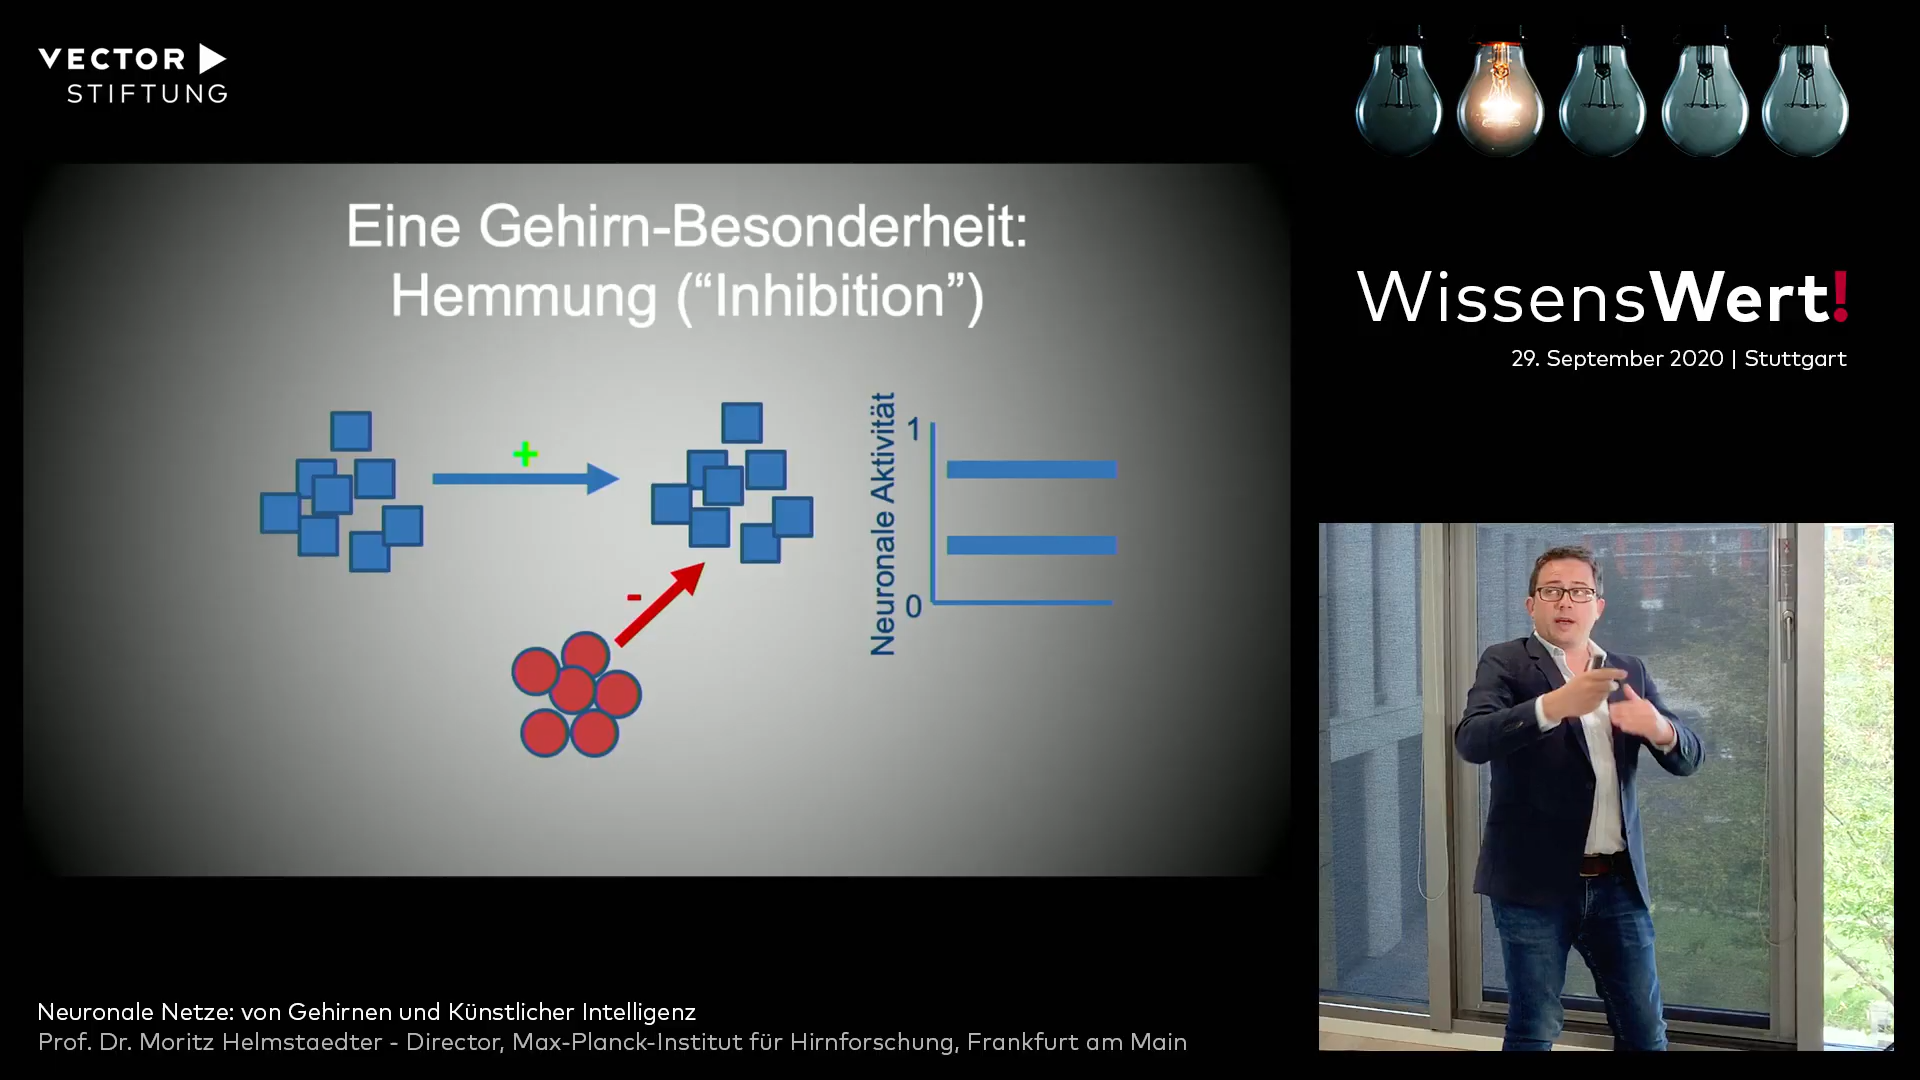 VECTOR
STIFTUNG
Eine Gehirn-Besonderheit:
Hemmung (“Inhibition”)
+
-
Neuronale Aktivität
1
0
WissensWert!
29. September 2020 | Stuttgart
Neuronale Netze: von Gehirnen und Künstlicher Intelligenz
Prof. Dr. Moritz Helmstaedter - Director, Max-Planck-Institut für Hirnforschung, Frankfurt am Main